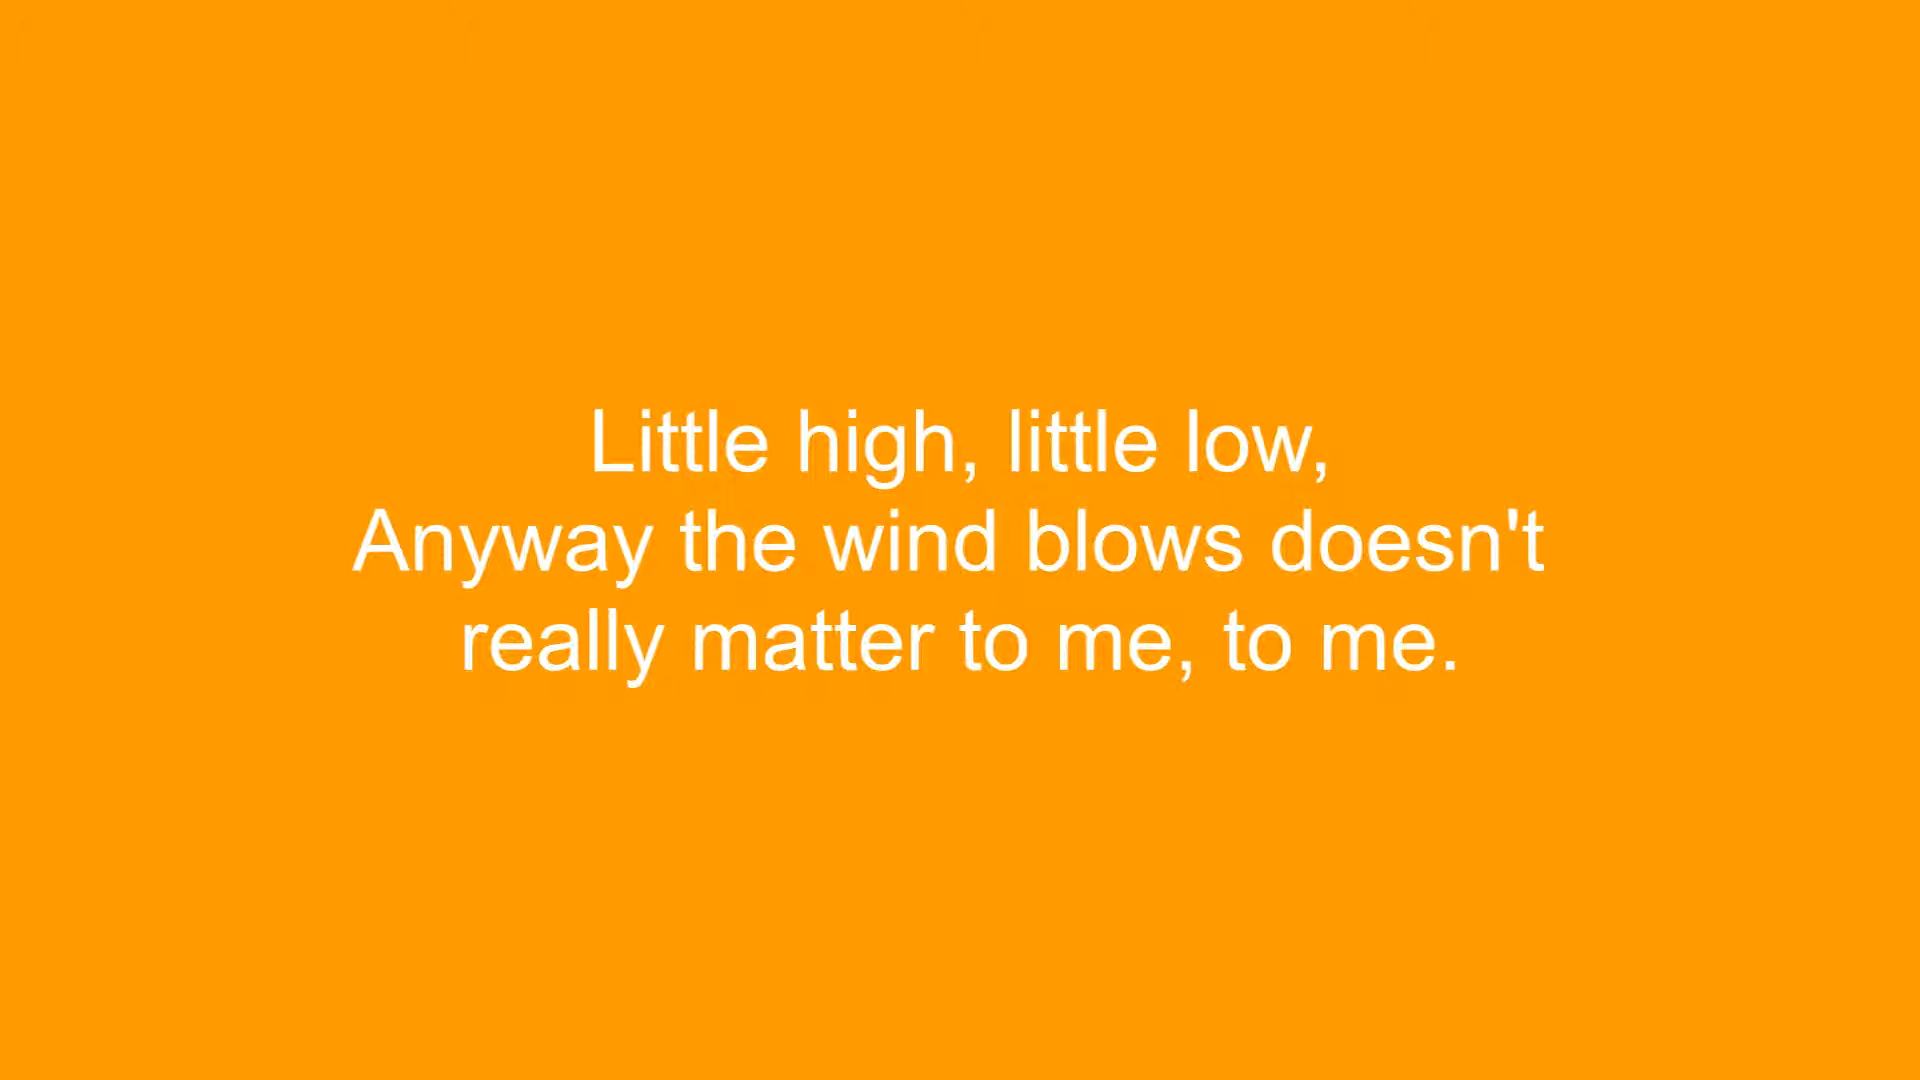 Little high, little low,
Anyway the wind blows doesn't
really matter to me, to me.